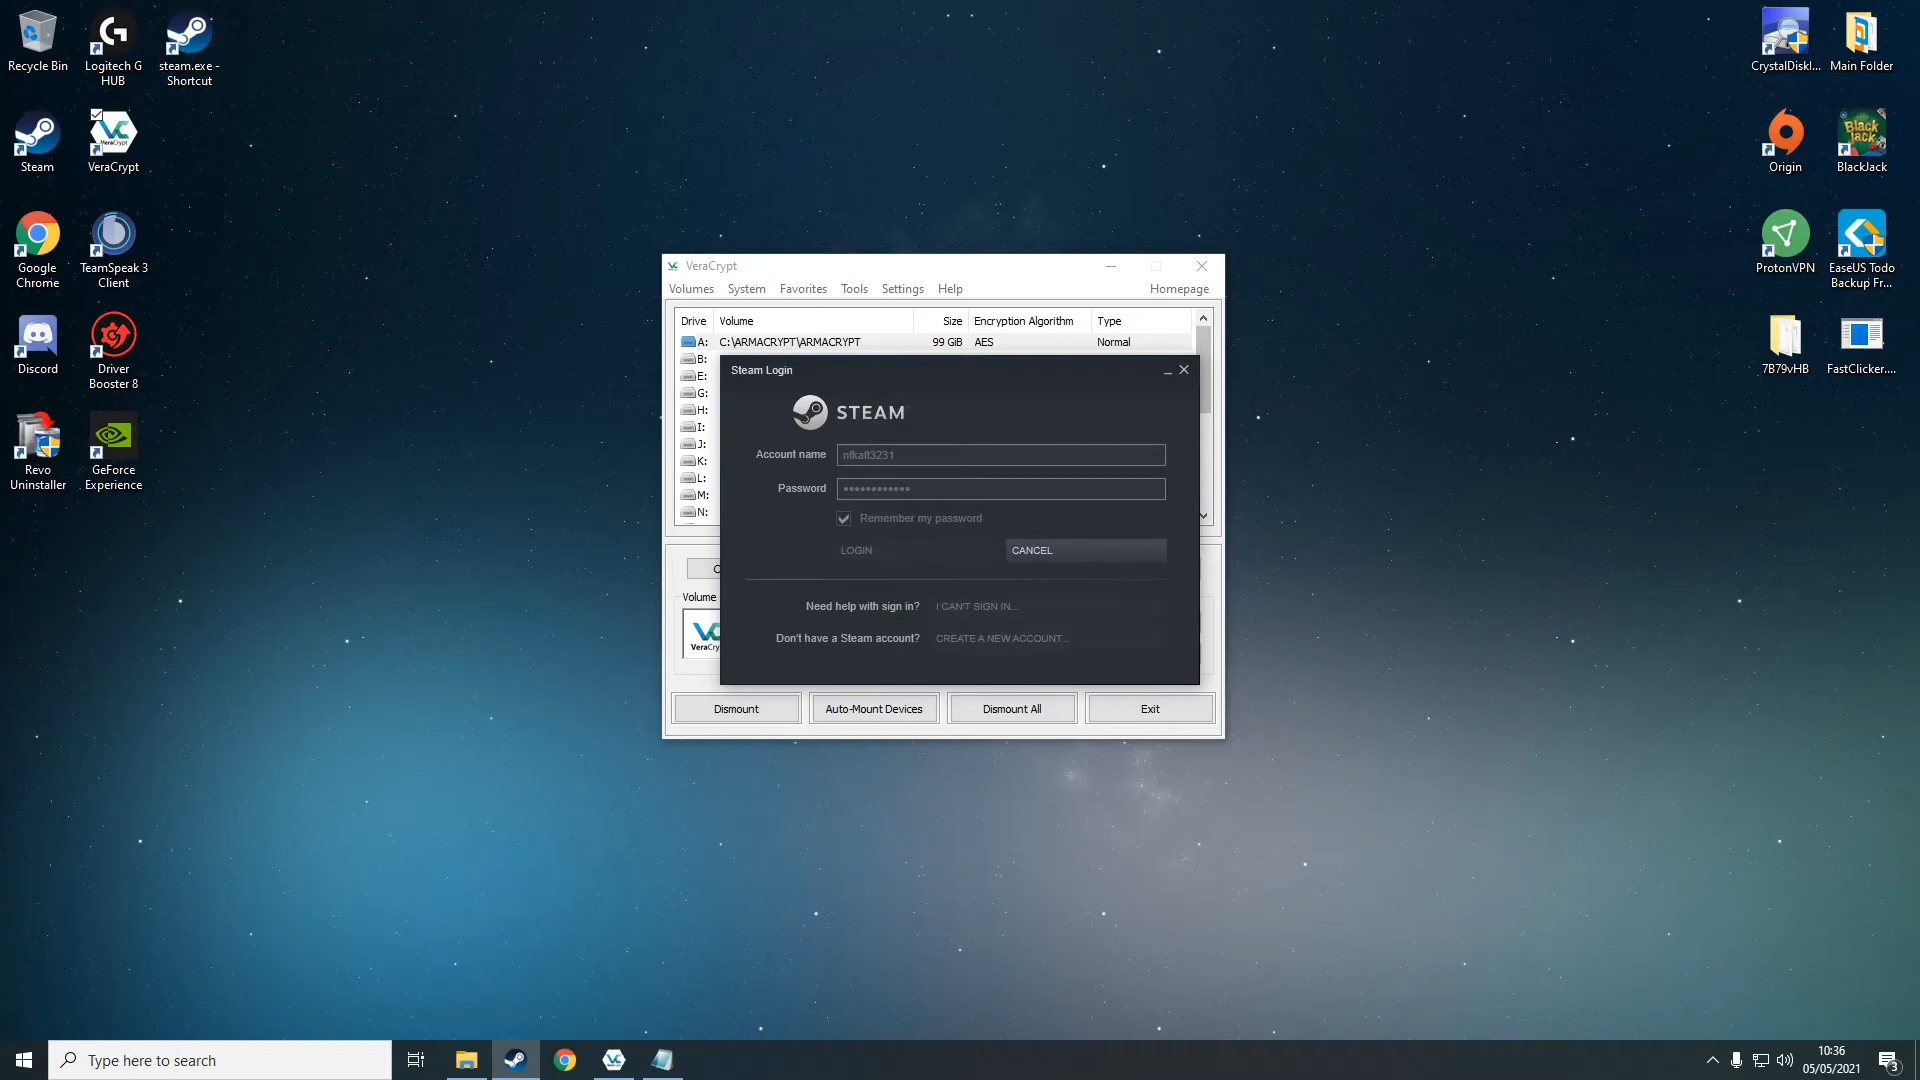 Recycle Bin
Logitech G
HUB
steam.exe -
Shortcut
Steam
VeraCrypt
VeraCrypt
Google
Chrome
TeamSpeak 3
Client
Discord
Driver
Booster 8
Revo
Uninstaller
GeForce
Experience
CrystalDiskI...
Main Folder
Origin
Black
Jack
BlackJack
ProtonVPN
EaseUS Todo
Backup Fr...
7B79vHB
FastClicker....
VeraCrypt
Volumes System Favorites Tools Settings Help Homepage
Drive Volume Size Encryption Algorithm Type
A: C:\ARMACRYPT\ARMACRYPT 99 GiB AES Normal
B:
E:
G:
H:
I:
J:
K:
L:
M:
N:
Steam Login
STEAM
Account name
Password ••••••••••••
Remember my password
LOGIN CANCEL
Need help with sign in? I CAN'T SIGN IN...
Don't have a Steam account? CREATE A NEW ACCOUNT...
Volume
Dismount Auto-Mount Devices Dismount All Exit
Type here to search
10:36
05/05/2021
3